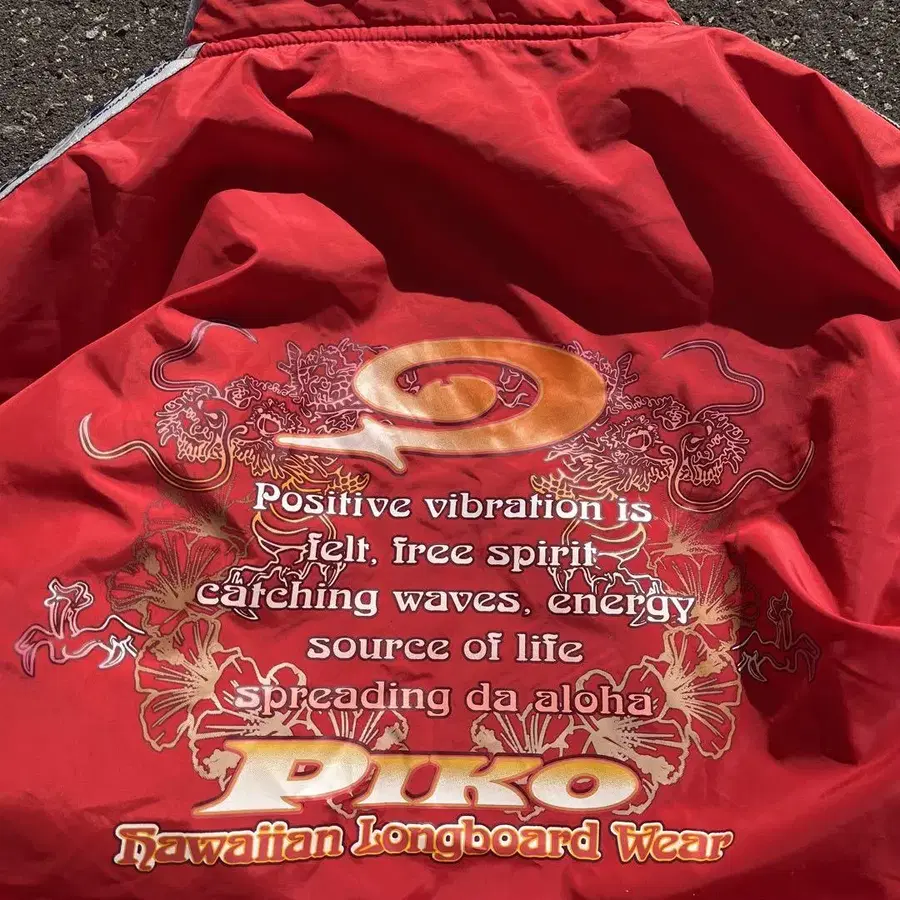 Positive vibration is
felt, free spirit
catching waves, energy
source of life
spreading da aloha
PIKO
Hawaiian Longboard Wear